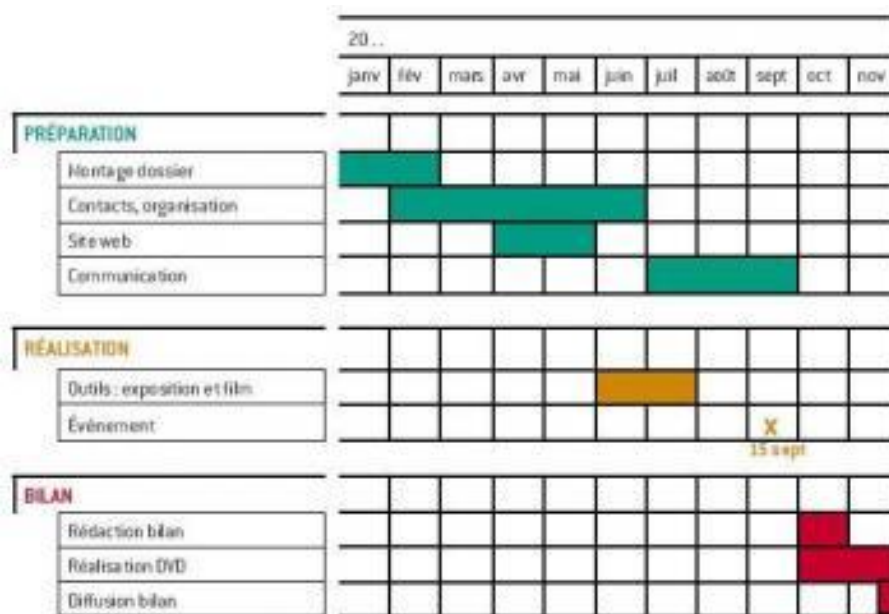 20..
janv fév mars avr mai juin juil août sept oct nov
PRÉPARATION
Montage dossier
Contacts, organisation
Site web
Communication
RÉALISATION
Outils : exposition et film
Événement
X
15 sept
BILAN
Rédaction bilan
Réalisation DVD
Diffusion bilan